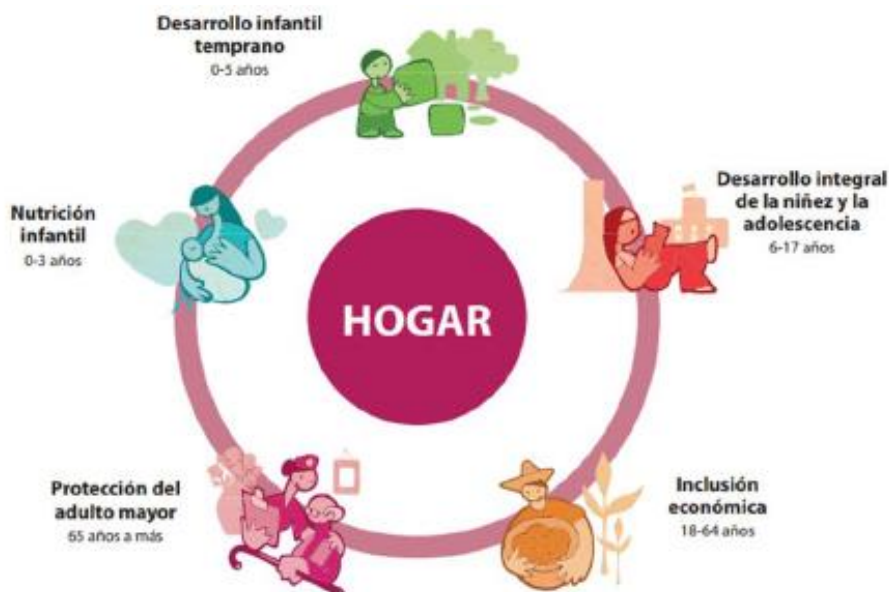 Desarrollo infantil
temprano
0-5 años
Nutrición
infantil
0-3 años
Desarrollo integral
de la niñez y la
adolescencia
6-17 años
HOGAR
Protección del
adulto mayor
65 años a más
Inclusión
económica
18-64 años